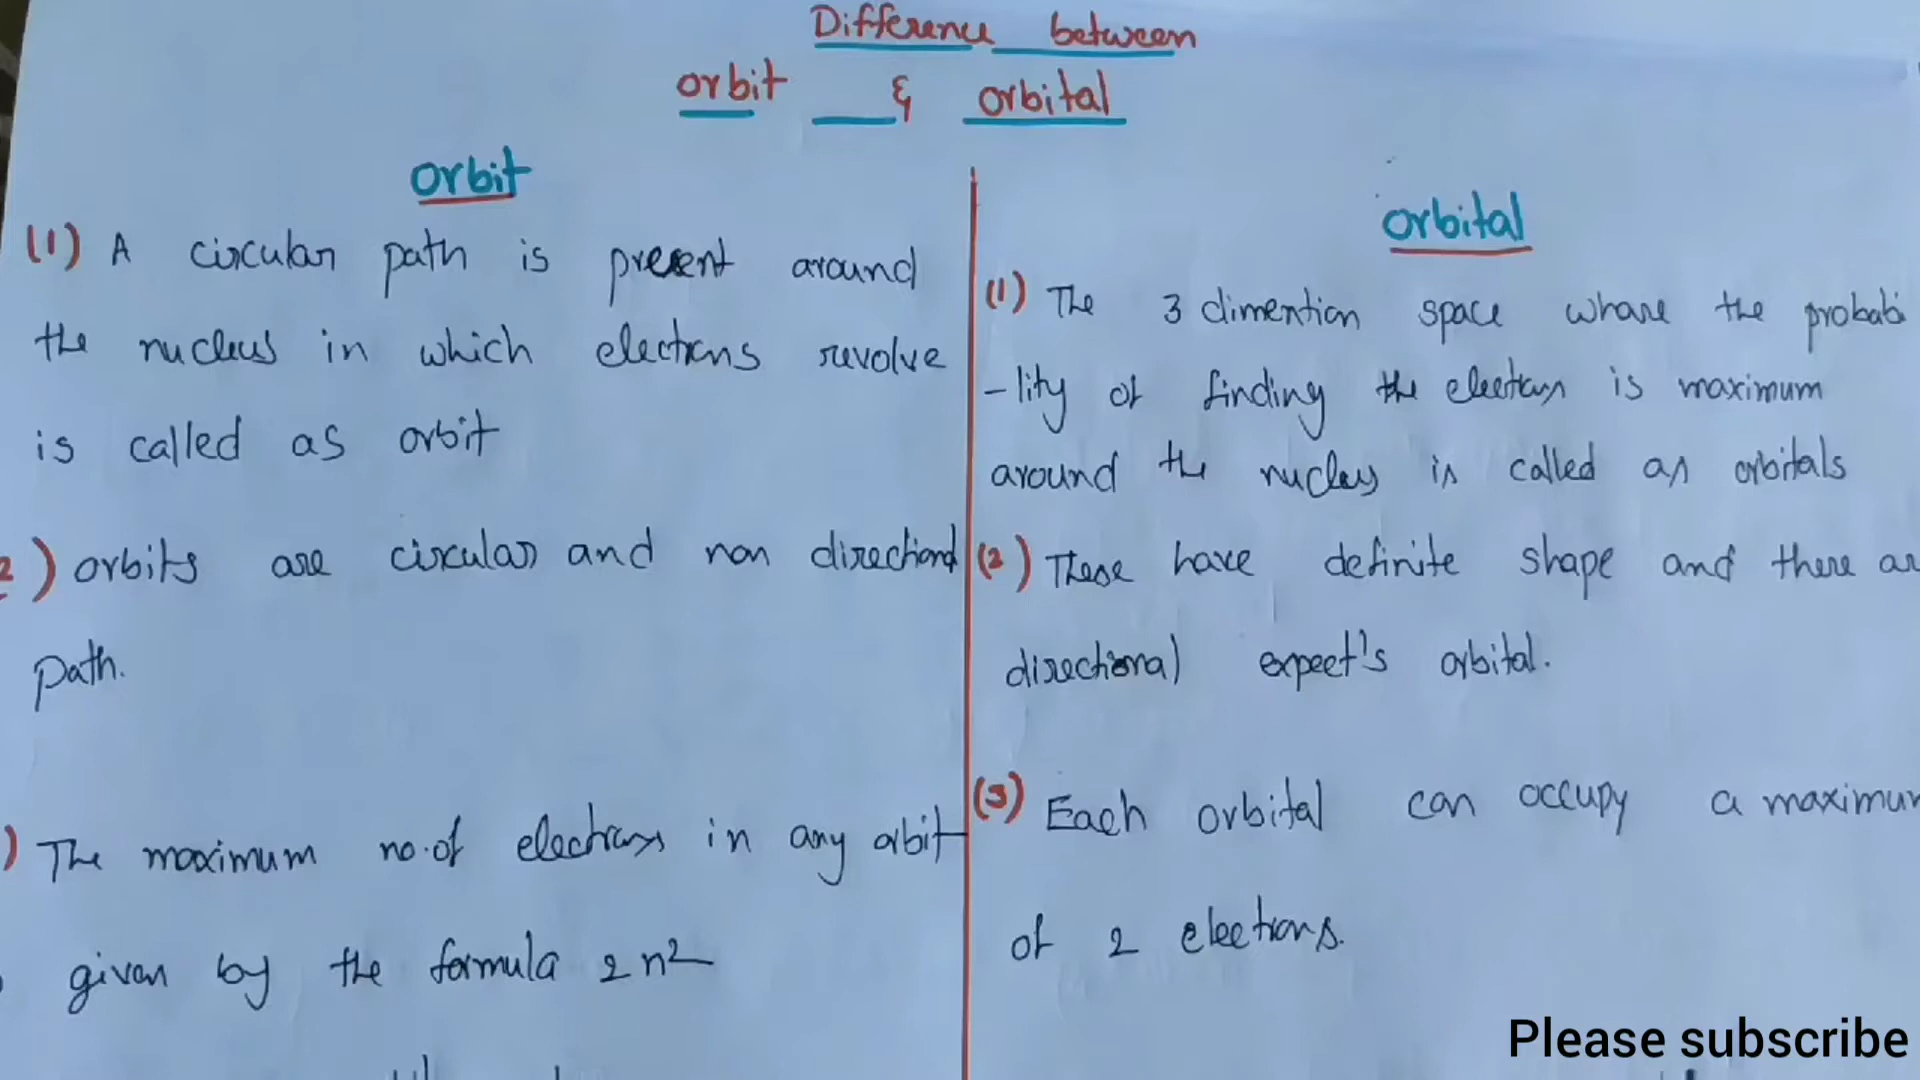 Difference between
orbit & orbital
orbit
(1) A circular path is present around
the nucleus in which electrons revolve
is called as orbit
2) orbits are circular and non directional
path.
) The maximum no.of electrons in any orbit
given by the formula 2n²
orbital
(1) The 3 dimention space whare the probabi
-lity of finding the electron is maximum
around the nucleus is called as orbitals
(2) These have definite shape and there ar
directional expect's orbital.
(3) Each orbital can occupy a maximum
of 2 electrons.
Please subscribe